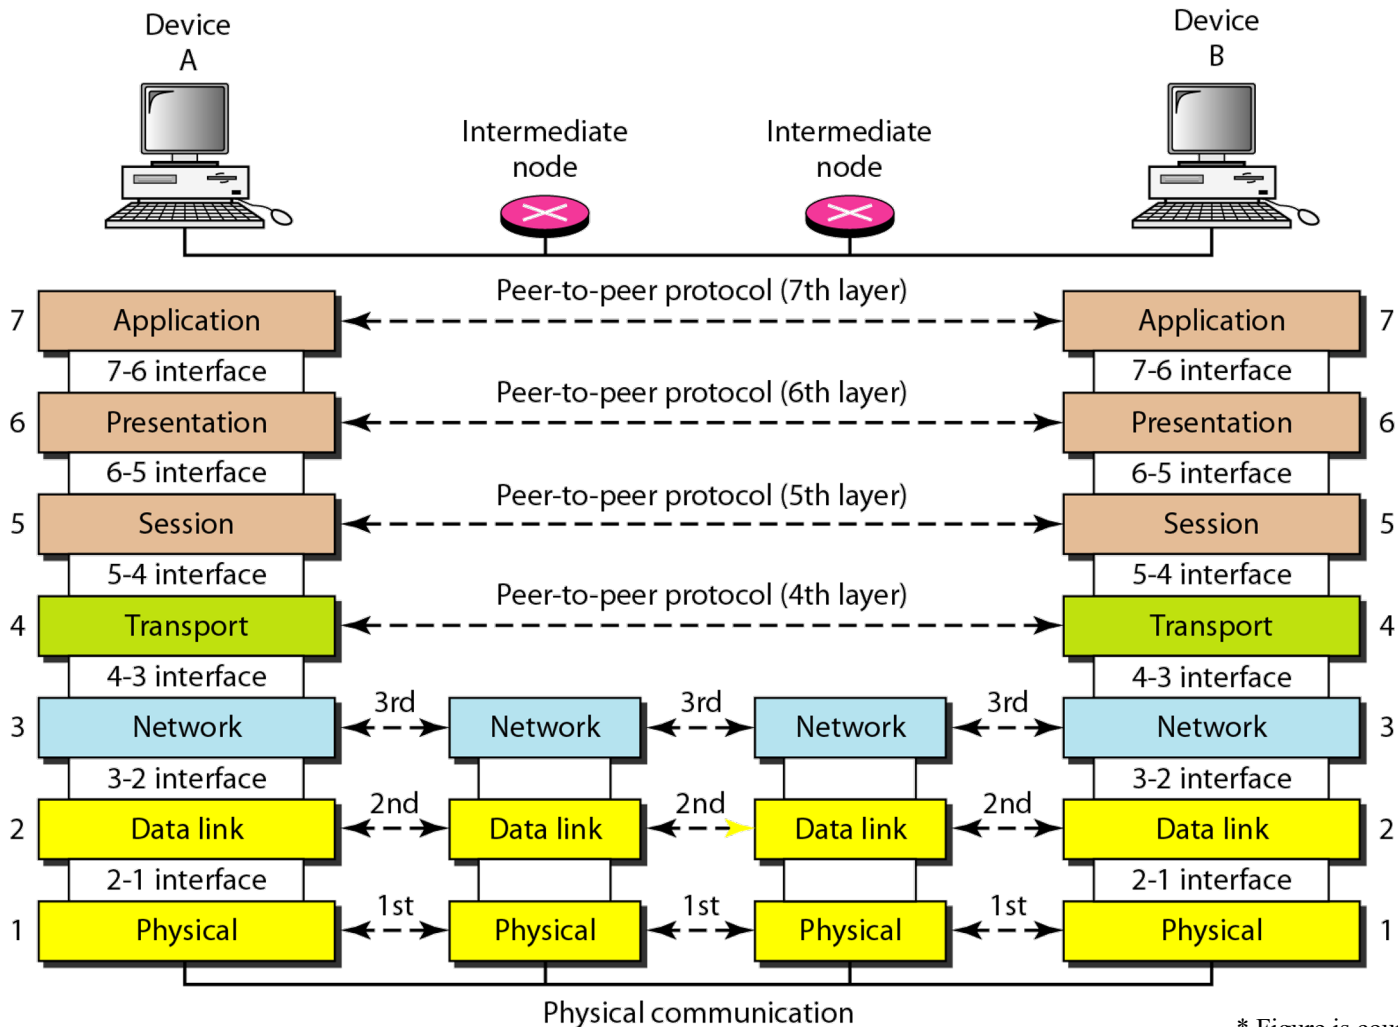 Device
A
Device
B
Intermediate
node
Intermediate
node
Peer-to-peer protocol (7th layer)
7 Application Application 7
7-6 interface 7-6 interface
Peer-to-peer protocol (6th layer)
6 Presentation Presentation 6
6-5 interface 6-5 interface
Peer-to-peer protocol (5th layer)
5 Session Session 5
5-4 interface 5-4 interface
Peer-to-peer protocol (4th layer)
4 Transport Transport 4
4-3 interface 4-3 interface
3rd 3rd 3rd
3 Network Network Network Network 3
3-2 interface 3-2 interface
2nd 2nd 2nd
2 Data link Data link Data link Data link 2
2-1 interface 2-1 interface
1st 1st 1st
1 Physical Physical Physical Physical 1
Physical communication
* Figure is